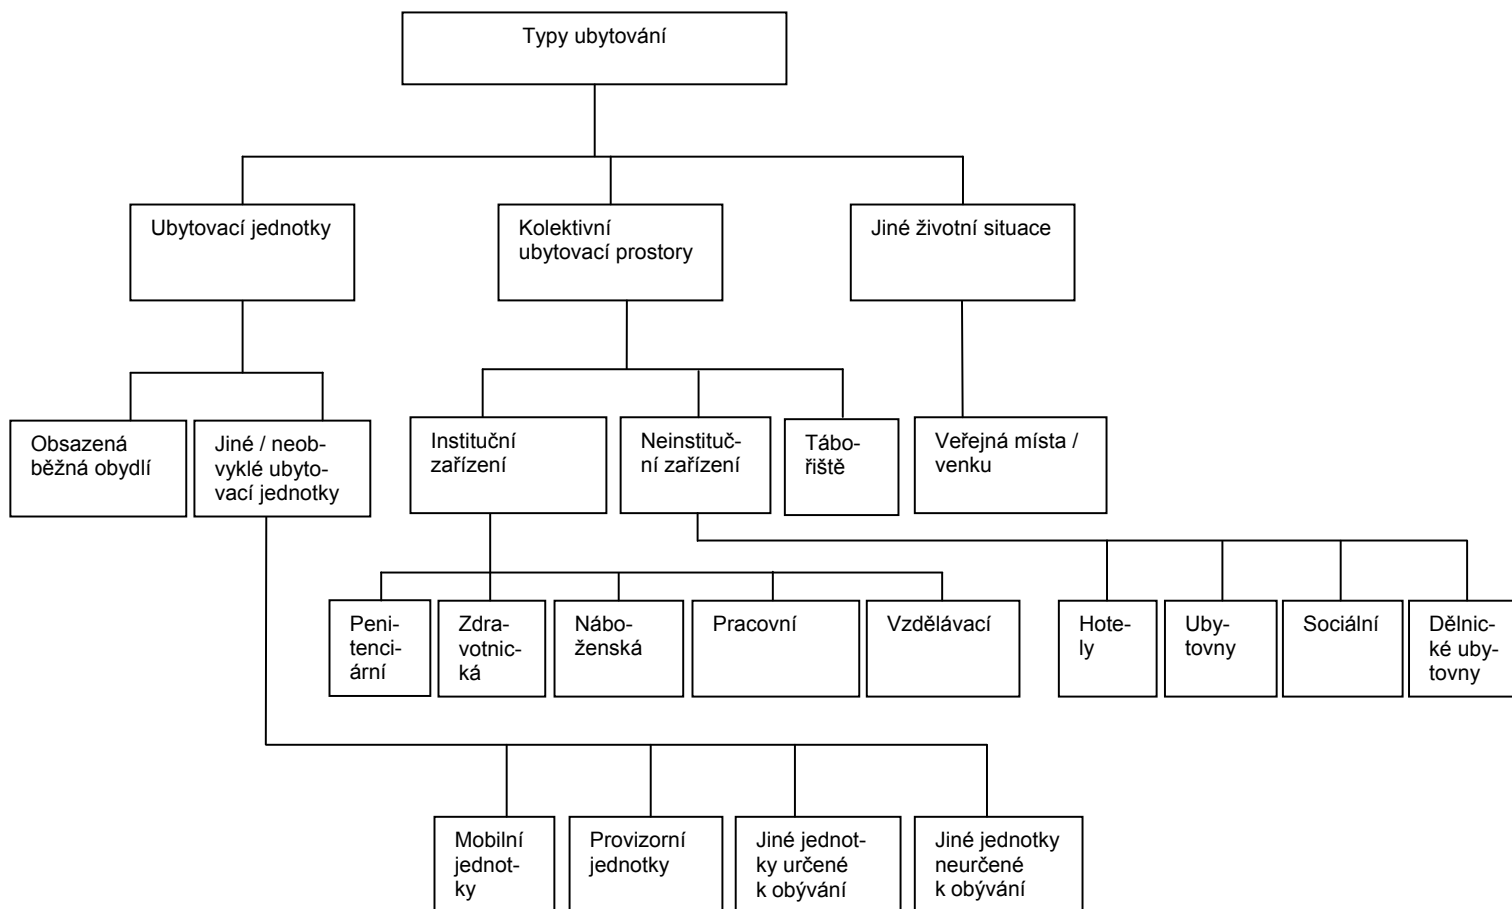 Typy ubytování
Ubytovací jednotky
Kolektivní
ubytovací prostory
Jiné životní situace
Obsazená
běžná obydlí
Jiné / neob-
vyklé ubyto-
vací jednotky
Instituční
zařízení
Neinstituč-
ní zařízení
Tábo-
řiště
Veřejná místa /
venku
Peni-
tenci-
ární
Zdra-
votnic-
ká
Nábo-
ženská
Pracovní
Vzdělávací
Hote-
ly
Uby-
tovny
Sociální
Dělnic-
ké uby-
tovny
Mobilní
jednot-
ky
Provizorní
jednotky
Jiné jednot-
ky určené
k obývání
Jiné jednotky
neurčené
k obývání